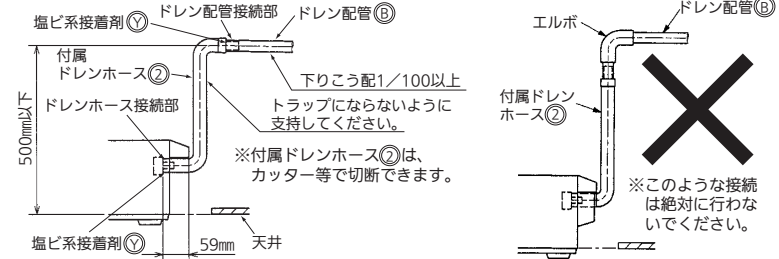 塩ビ系接着剤Ⓨ
ドレン配管接続部
ドレン配管Ⓑ
付属
ドレンホース②
下りこう配1／100以上
トラップにならないように
支持してください。
ドレンホース接続部
500mm以下
※付属ドレンホース②は、
カッター等で切断できます。
塩ビ系接着剤Ⓨ
59mm
天井
ドレン配管Ⓑ
エルボ
付属ドレン
ホース②
※このような接続
は絶対に行わな
いでください。